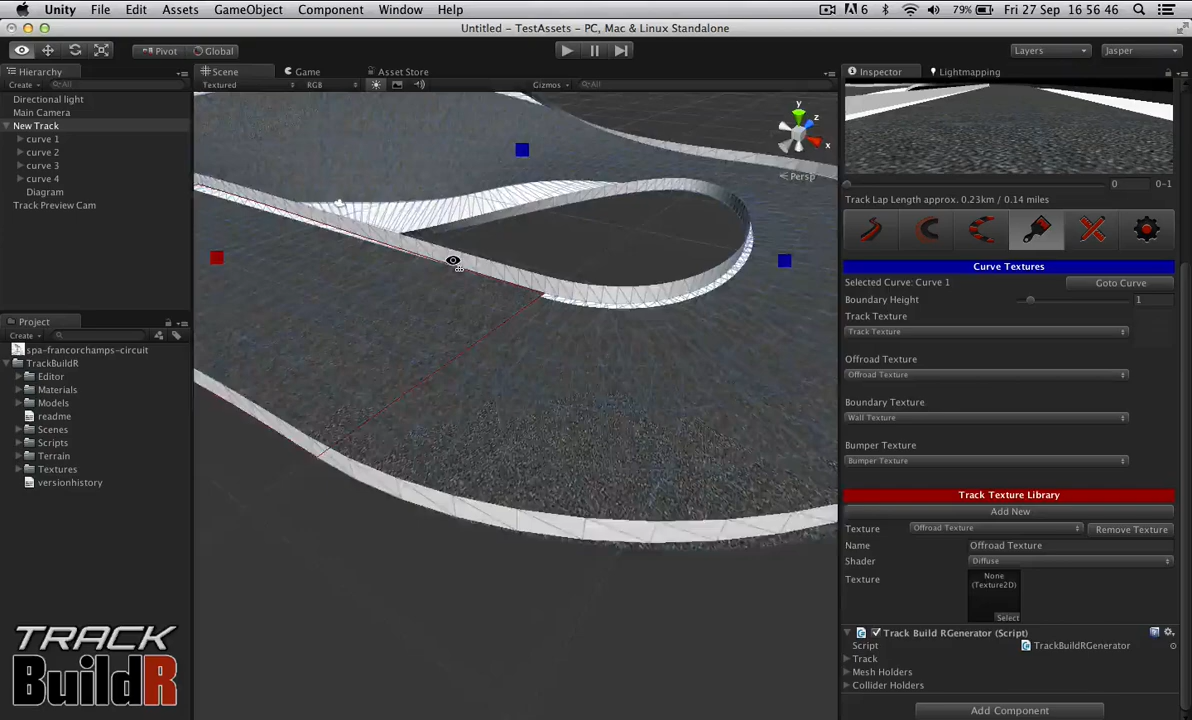 Unity File Edit Assets GameObject Component Window Help 6 79% Fri 27 Sep 16 56 46
Untitled - TestAssets - PC, Mac & Linux Standalone
Pivot Global Layers Jasper
Hierarchy Scene Game Asset Store Inspector Lightmapping
Create All Textured RGB Gizmos All
Directional light
Main Camera
New Track
curve 1
curve 2
curve 3
curve 4
Diagram
Track Preview Cam
y
z
x
Persp
0 0-1
Track Lap Length approx. 0.23km / 0.14 miles
Curve Textures
Selected Curve: Curve 1 Goto Curve
Boundary Height 1
Track Texture
Track Texture
Offroad Texture
Offroad Texture
Boundary Texture
Wall Texture
Bumper Texture
Bumper Texture
Track Texture Library
Add New
Texture Offroad Texture Remove Texture
Name Offroad Texture
Shader Diffuse
Texture None
(Texture2D)
Select
Track Build RGenerator (Script)
Script TrackBuildRGenerator
Track
Mesh Holders
Collider Holders
Add Component
Project
Create
spa-francorchamps-circuit
TrackBuildR
Editor
Materials
Models
readme
Scenes
Scripts
Terrain
Textures
versionhistory
TRACK
BuildR